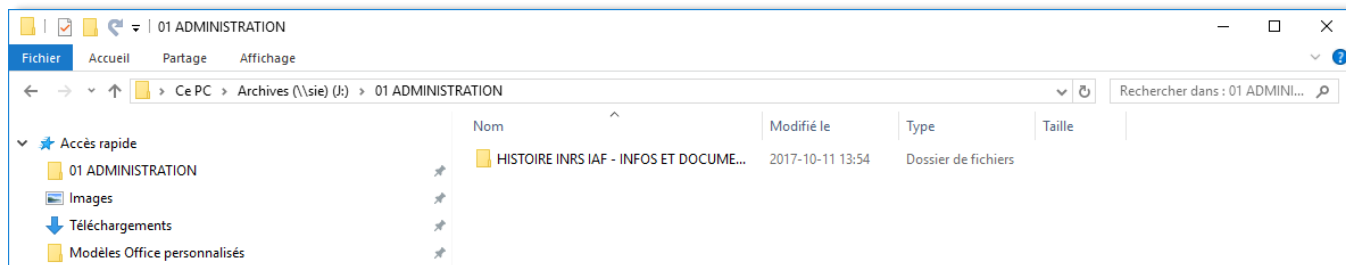 01 ADMINISTRATION
Fichier Accueil Partage Affichage
Ce PC > Archives (\\sie) (J:) > 01 ADMINISTRATION
Rechercher dans : 01 ADMINI...
Nom Modifié le Type Taille
Accès rapide
HISTOIRE INRS IAF - INFOS ET DOCUME... 2017-10-11 13:54 Dossier de fichiers
01 ADMINISTRATION
Images
Téléchargements
Modèles Office personnalisés